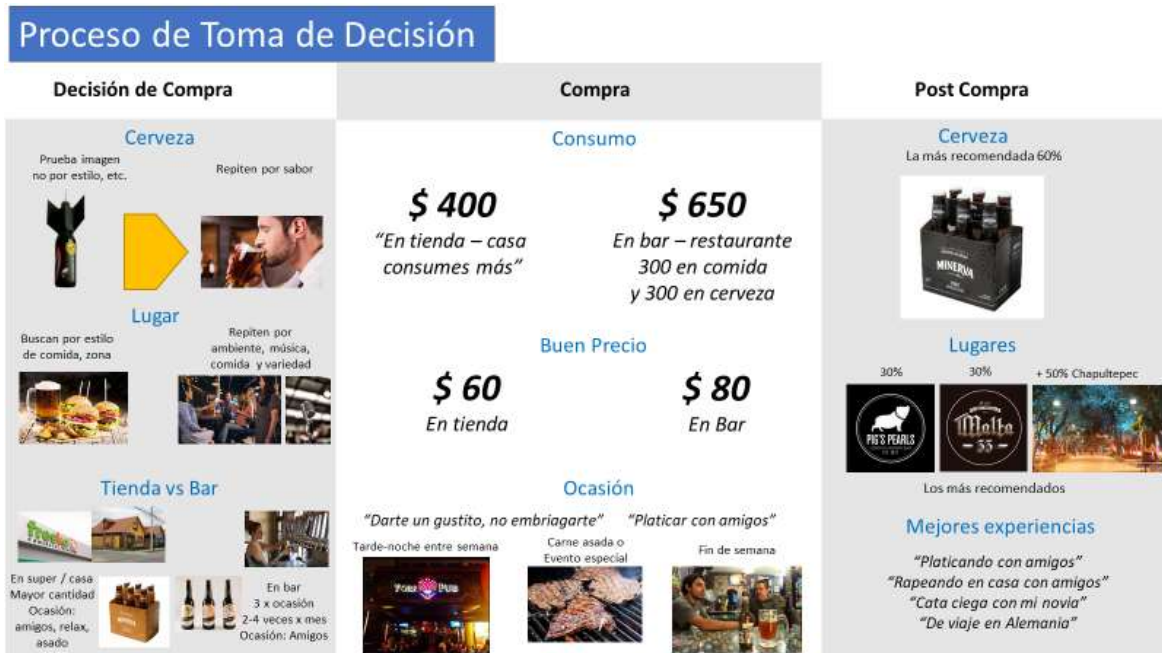 Proceso de Toma de Decisión
Decisión de Compra
Cerveza
Prueba imagen
no por estilo, etc.
Repiten por sabor
Lugar
Buscan por estilo
de comida, zona
Repiten por
ambiente, música,
comida y variedad
Tienda vs Bar
En super / casa
Mayor cantidad
Ocasión:
amigos, relax,
asado
MINERVA
En bar
3 x ocasión
2-4 veces x mes
Ocasión: Amigos
Compra
Consumo
$ 400
“En tienda – casa
consumes más”
$ 650
En bar – restaurante
300 en comida
y 300 en cerveza
Buen Precio
$ 60
En tienda
$ 80
En Bar
Ocasión
“Darte un gustito, no embriagarte”
“Platicar con amigos”
Tarde-noche entre semana
Carne asada o
Evento especial
Fin de semana
PUB
Post Compra
Cerveza
La más recomendada 60%
MINERVA
Lugares
30%
30%
+ 50% Chapultepec
PIG'S PEARLS
Malta
33
Los más recomendados
Mejores experiencias
“Platicando con amigos”
“Rapeando en casa con amigos”
“Cata ciega con mi novia”
“De viaje en Alemania”